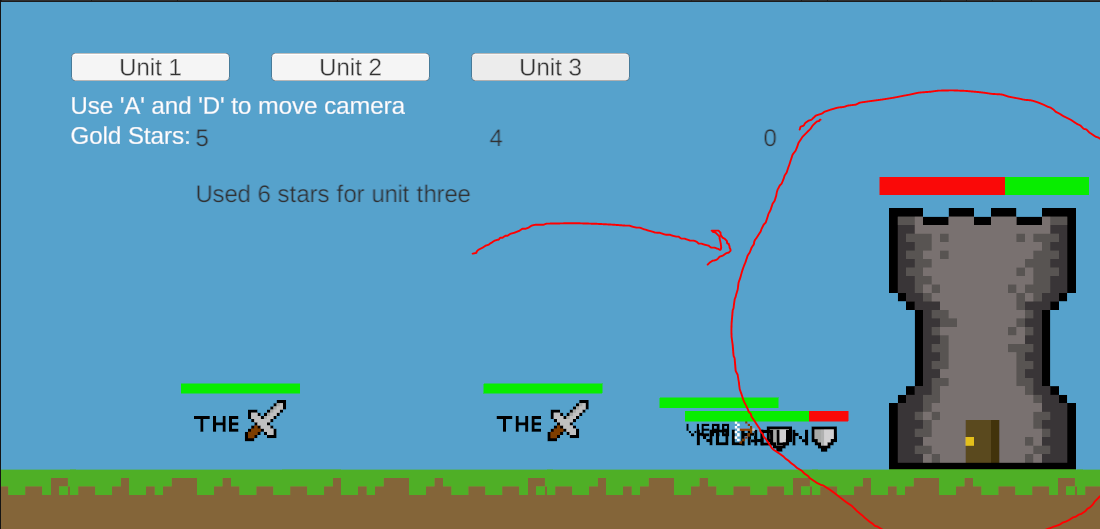 Unit 1 Unit 2 Unit 3
Use 'A' and 'D' to move camera
Gold Stars: 5 4 0
Used 6 stars for unit three
THE THE